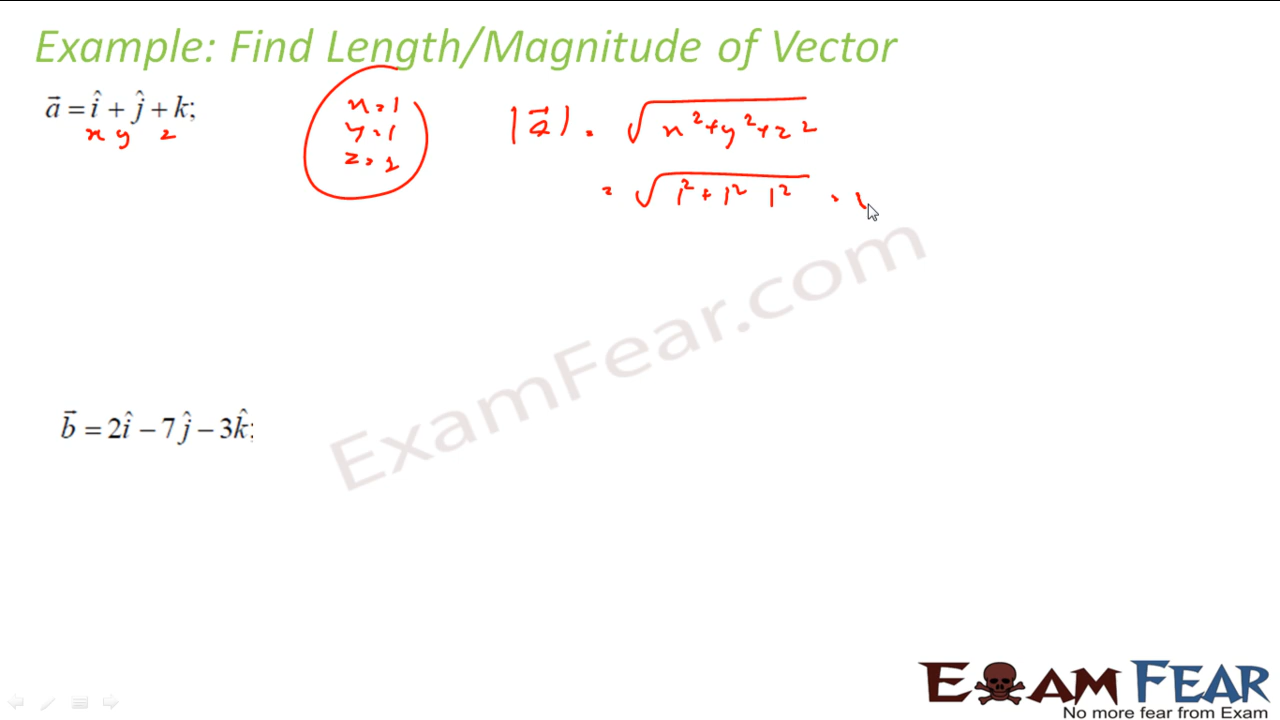 Example: Find Length/Magnitude of Vector
a⃗ = î + ĵ + k;
x y z
x = 1
y = 1
z = 1
|a⃗| = √(x² + y² + z²)
= √(1² + 1² 1²) =
b⃗ = 2î − 7ĵ − 3k̂;
ExamFear.com
EXAM FEAR
No more fear from Exam